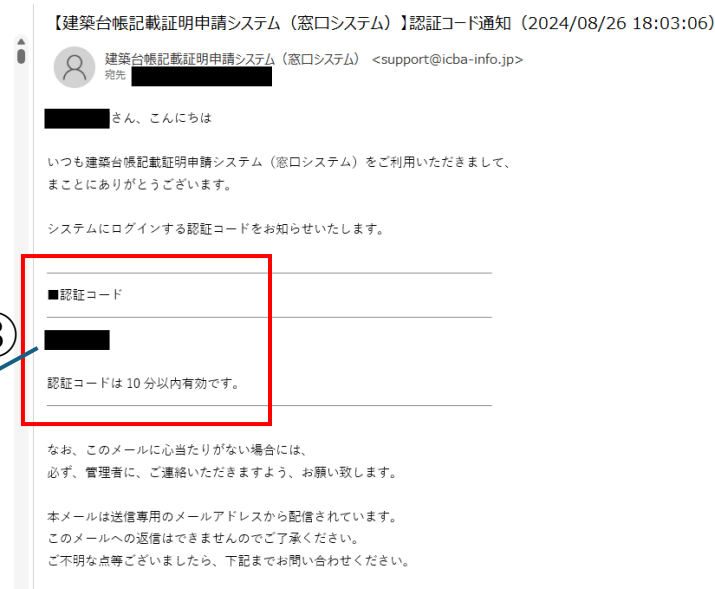 【建築台帳記載証明申請システム（窓口システム）】認証コード通知（2024/08/26 18:03:06）
建築台帳記載証明申請システム（窓口システム） <support@icba-info.jp>
宛先
さん、こんにちは
いつも建築台帳記載証明申請システム（窓口システム）をご利用いただきまして、
まことにありがとうございます。
システムにログインする認証コードをお知らせいたします。
■認証コード
認証コードは 10 分以内有効です。
なお、このメールに心当たりがない場合には、
必ず、管理者に、ご連絡いただきますよう、お願い致します。
本メールは送信専用のメールアドレスから配信されています。
このメールへの返信はできませんのでご了承ください。
ご不明な点等ございましたら、下記までお問い合わせください。